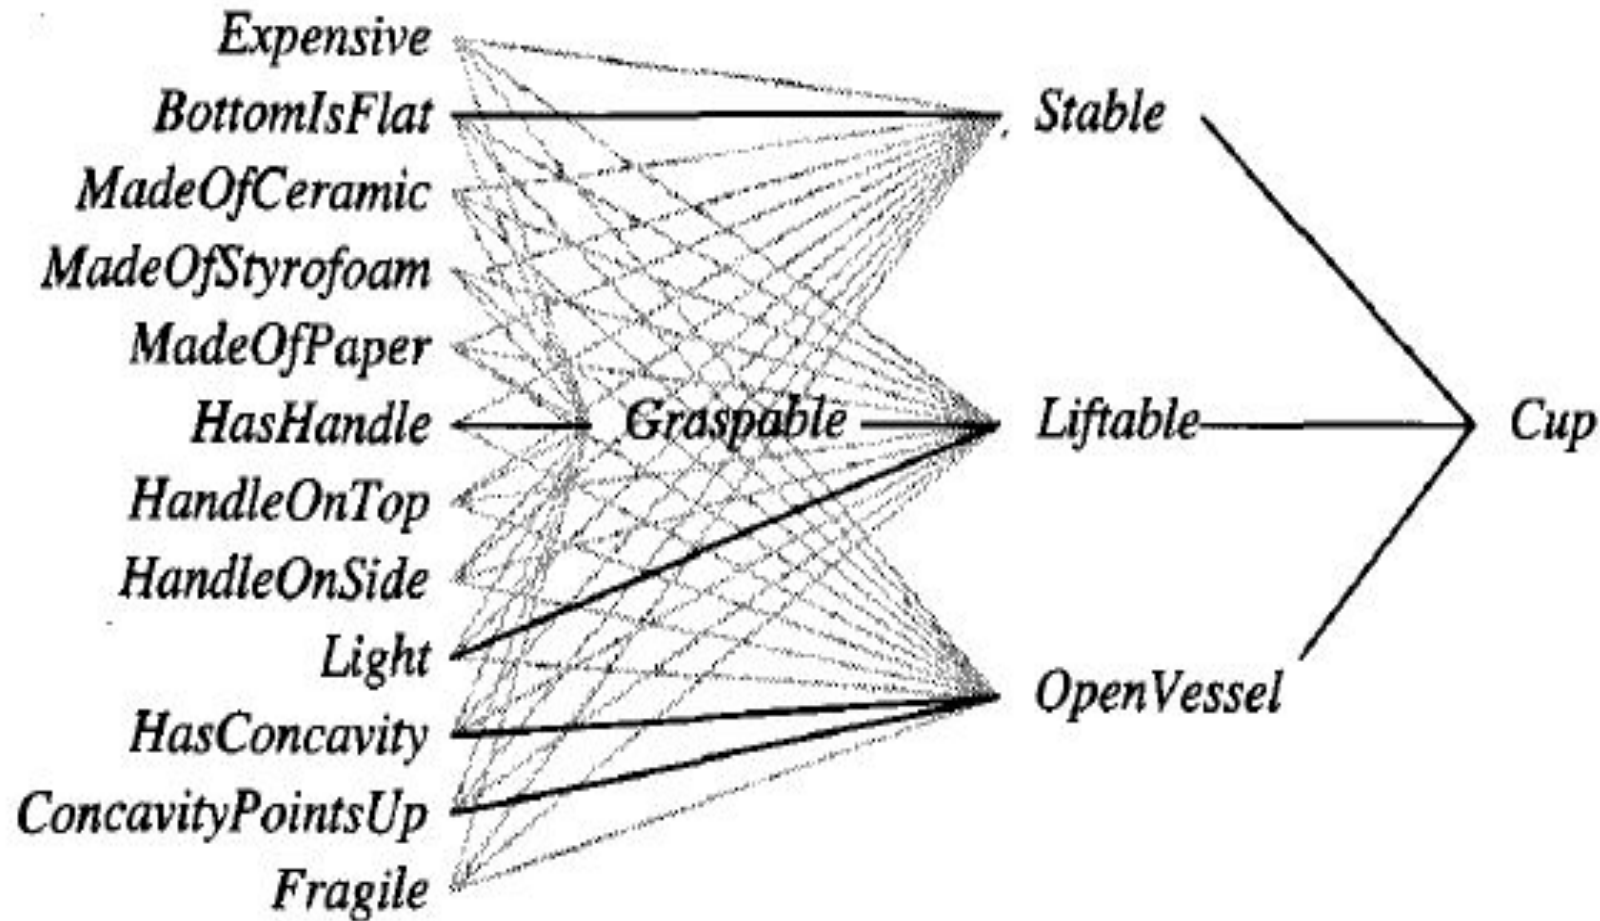 Expensive
BottomIsFlat
MadeOfCeramic
MadeOfStyrofoam
MadeOfPaper
HasHandle
HandleOnTop
HandleOnSide
Light
HasConcavity
ConcavityPointsUp
Fragile
Graspable
Stable
Liftable
OpenVessel
Cup